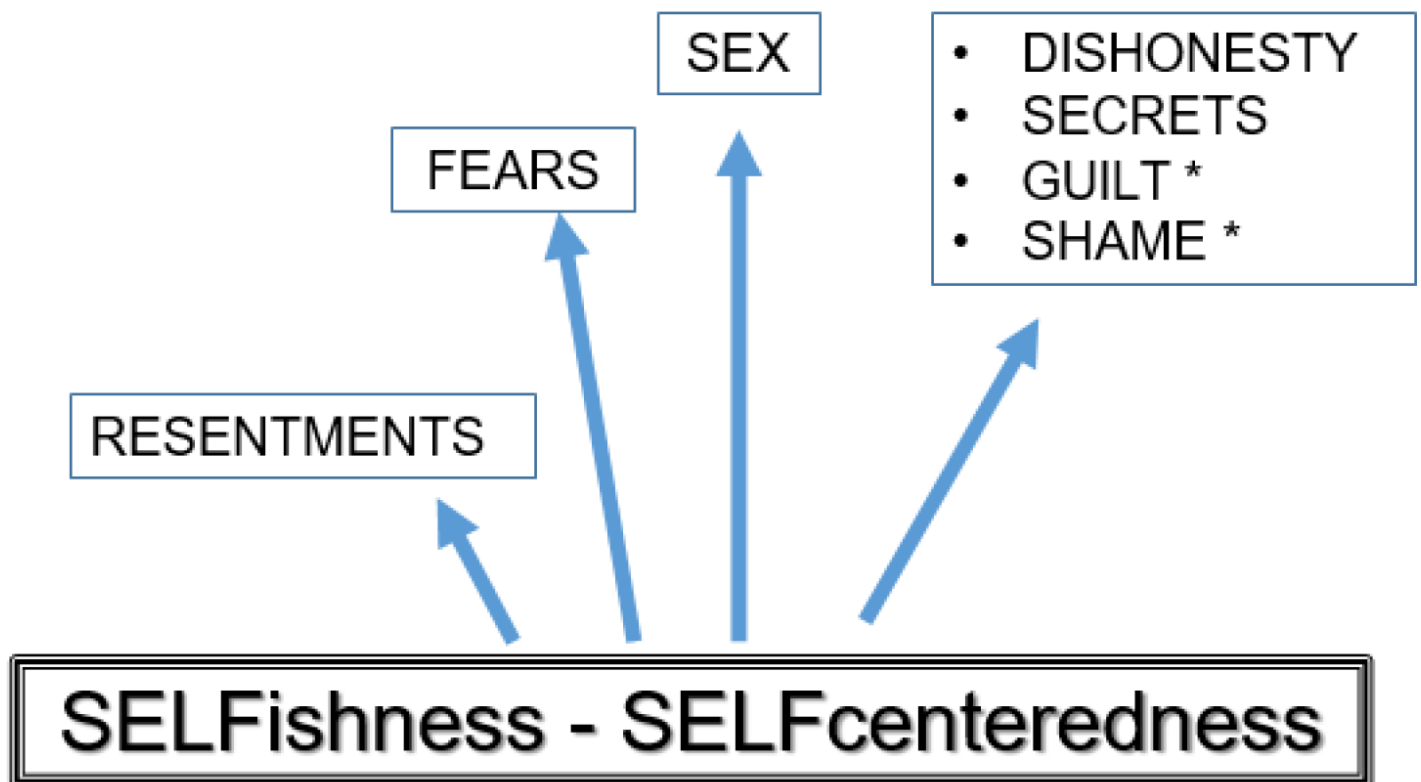 SEX
• DISHONESTY
• SECRETS
• GUILT *
• SHAME *
FEARS
RESENTMENTS
SELFishness - SELFcenteredness